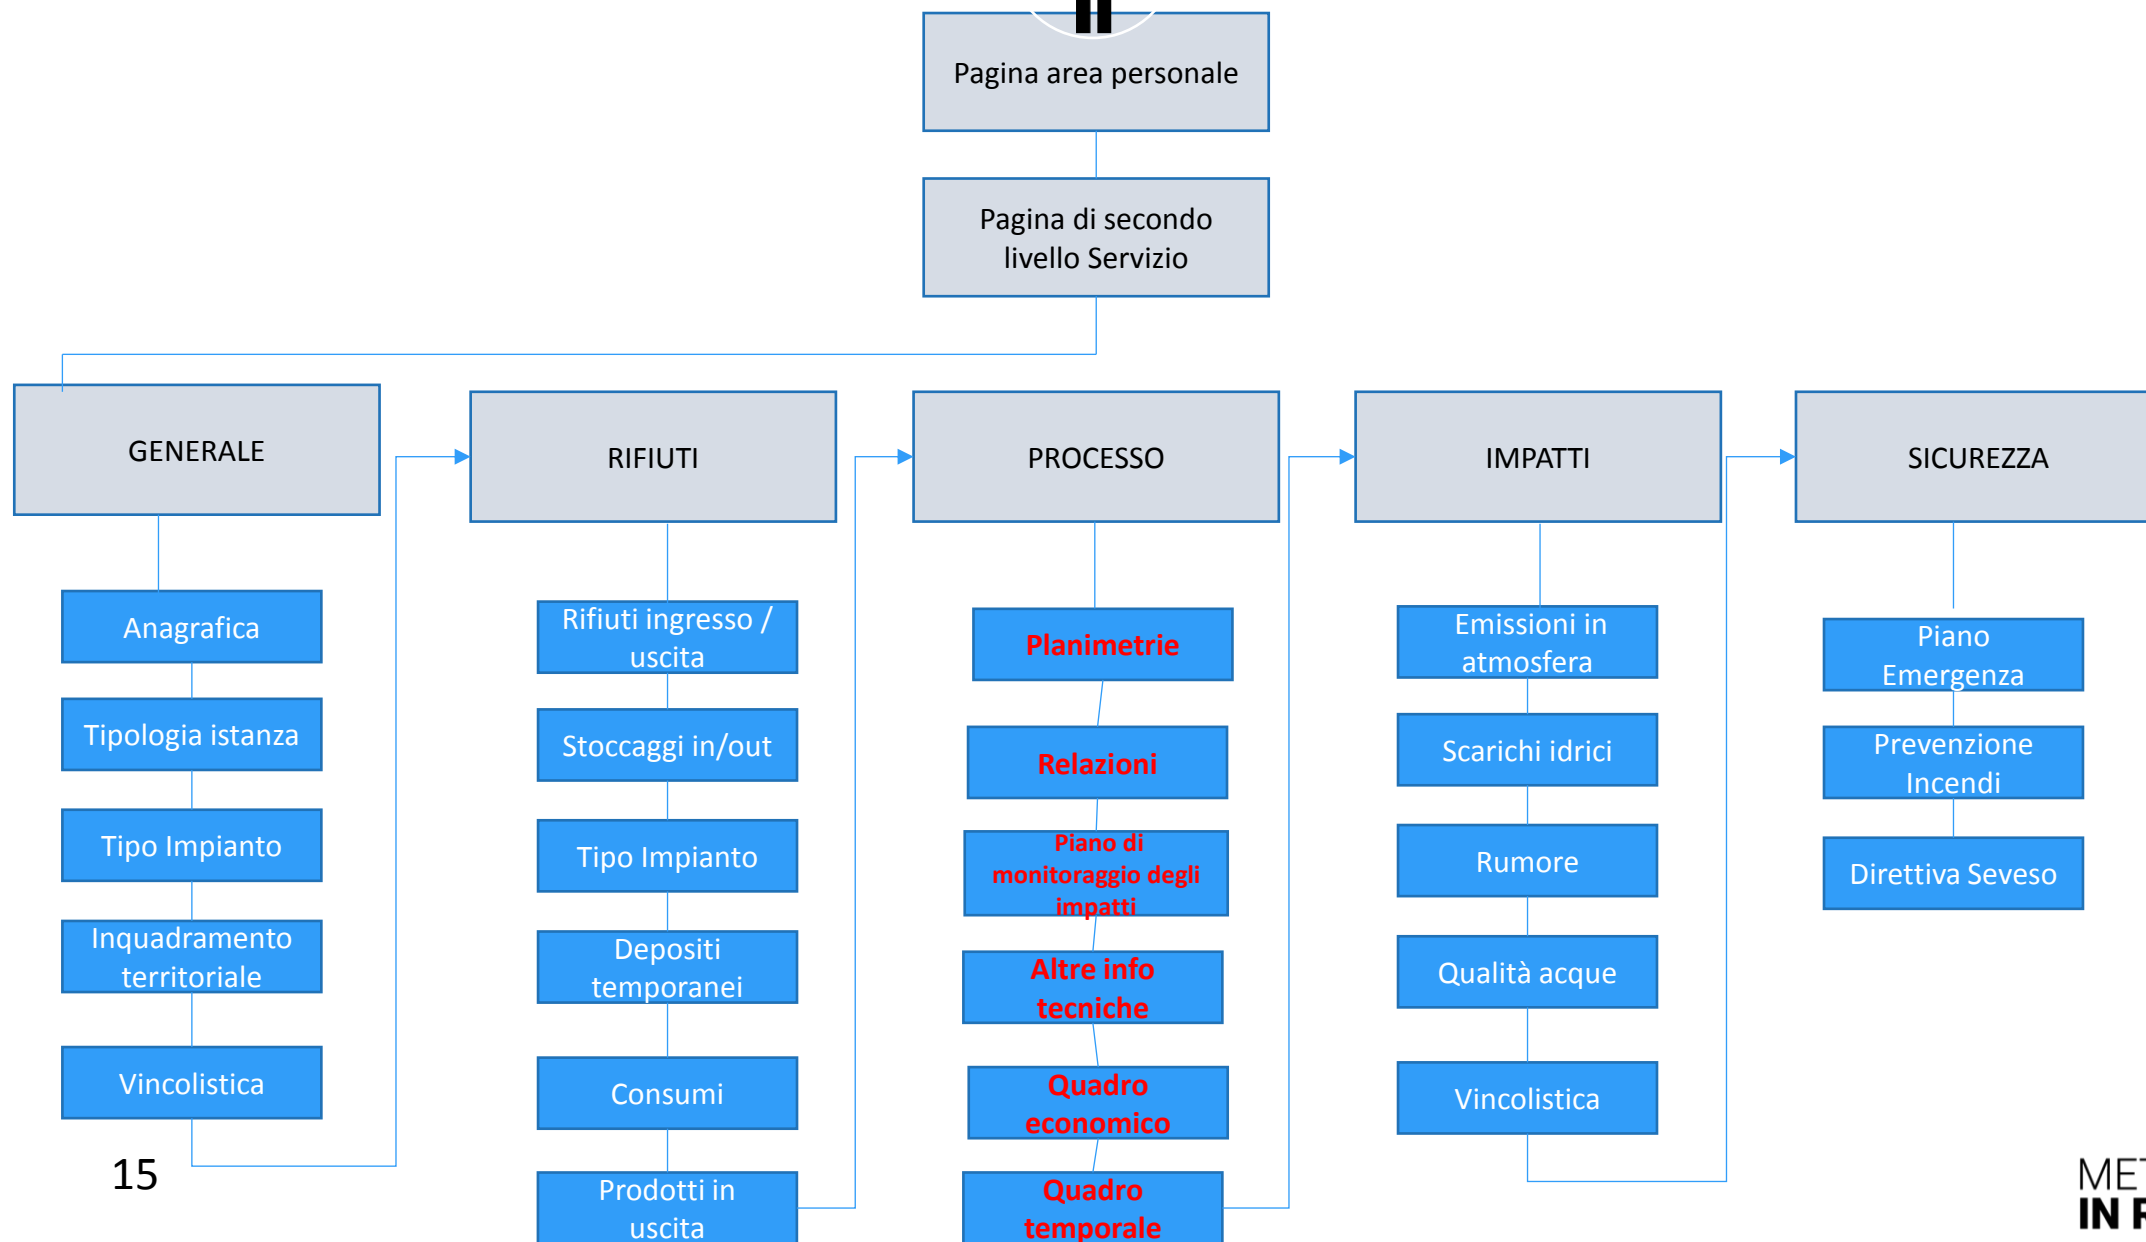 Pagina area personale
Pagina di secondo
livello Servizio
GENERALE
Anagrafica
Tipologia istanza
Tipo Impianto
Inquadramento
territoriale
Vincolistica
RIFIUTI
Rifiuti ingresso /
uscita
Stoccaggi in/out
Tipo Impianto
Depositi
temporanei
Consumi
Prodotti in
uscita
PROCESSO
Planimetrie
Relazioni
Piano di
monitoraggio degli
impatti
Altre info
tecniche
Quadro
economico
Quadro
temporale
IMPATTI
Emissioni in
atmosfera
Scarichi idrici
Rumore
Qualità acque
Vincolistica
SICUREZZA
Piano
Emergenza
Prevenzione
Incendi
Direttiva Seveso
15
IN